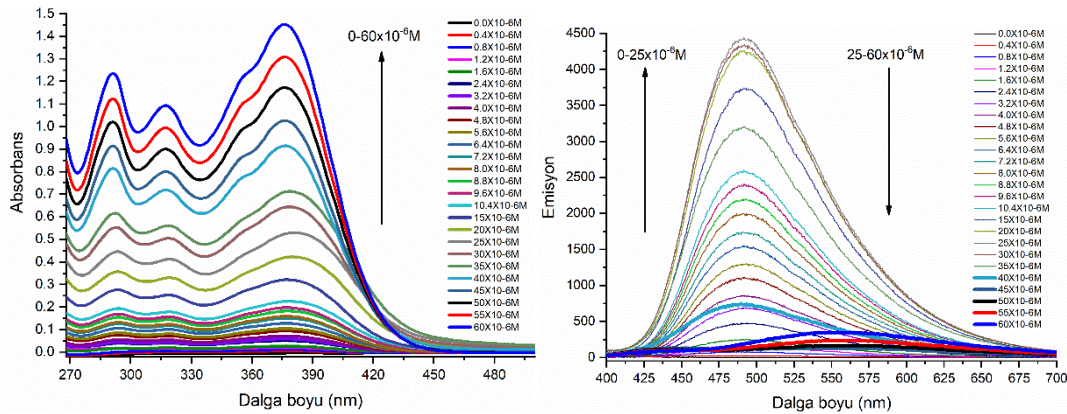 1.5
1.4
1.3
1.2
1.1
1.0
0.9
0.8
0.7
0.6
0.5
0.4
0.3
0.2
0.1
0.0
Absorbans
270
300
330
360
390
420
450
480
Dalga boyu (nm)
0-60x10⁻⁶M
0.0X10-6M
0.4X10-6M
0.8X10-6M
1.2X10-6M
1.6X10-6M
2.4X10-6M
3.2X10-6M
4.0X10-6M
4.8X10-6M
5.6X10-6M
6.4X10-6M
7.2X10-6M
8.0X10-6M
8.8X10-6M
9.6X10-6M
10.4X10-6M
15X10-6M
20X10-6M
25X10-6M
30X10-6M
35X10-6M
40X10-6M
45X10-6M
50X10-6M
55X10-6M
60X10-6M
4500
4000
3500
3000
2500
2000
1500
1000
500
0
Emisyon
400
425
450
475
500
525
550
575
600
625
650
675
700
Dalga boyu (nm)
0-25x10⁻⁶M
25-60x10⁻⁶M
0.0X10-6M
0.4X10-6M
0.8X10-6M
1.2X10-6M
1.6X10-6M
2.4X10-6M
3.2X10-6M
4.0X10-6M
4.8X10-6M
5.6X10-6M
6.4X10-6M
7.2X10-6M
8.0X10-6M
8.8X10-6M
9.6X10-6M
10.4X10-6M
15X10-6M
20X10-6M
25X10-6M
30X10-6M
35X10-6M
40X10-6M
45X10-6M
50X10-6M
55X10-6M
60X10-6M